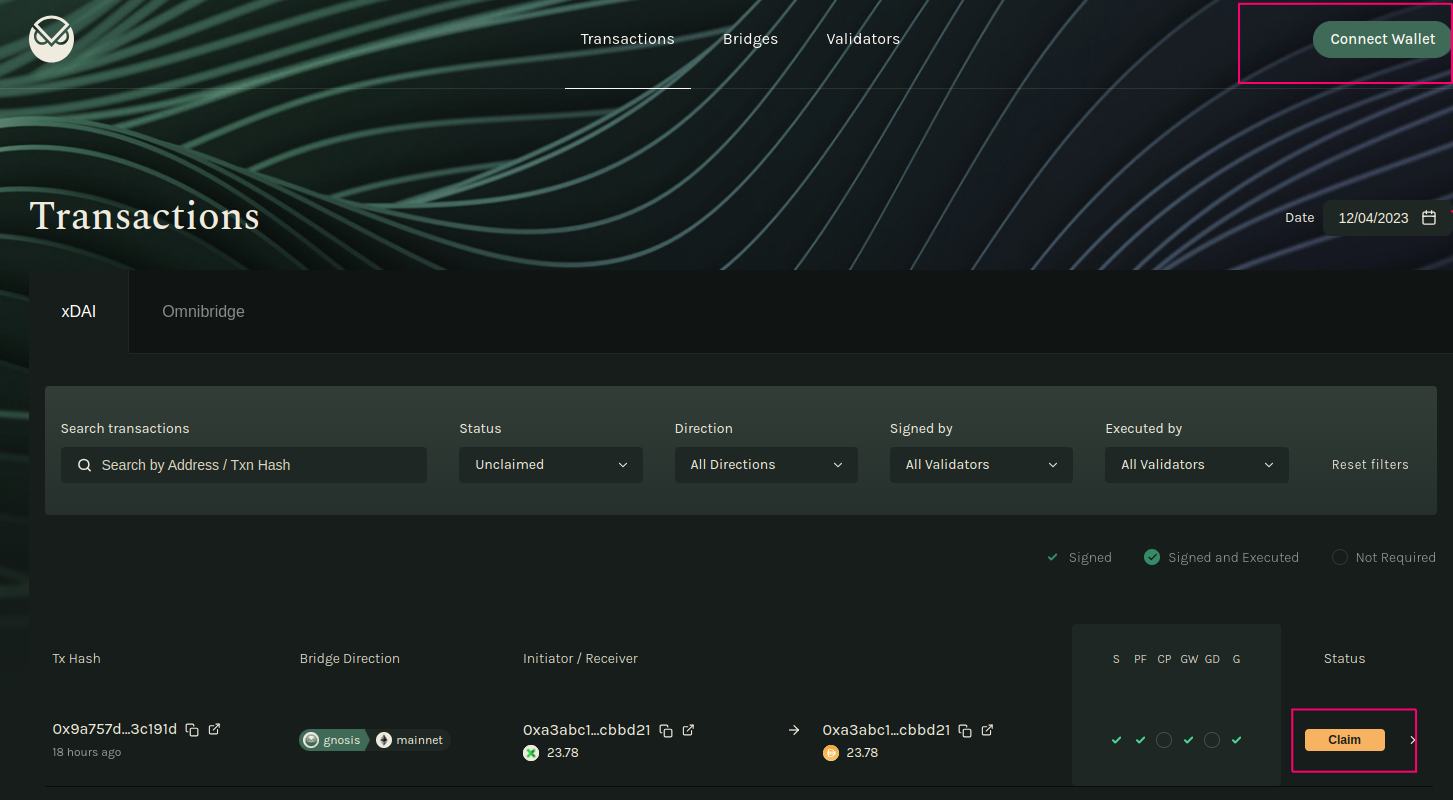 Transactions Bridges Validators Connect Wallet
Transactions
Date 12/04/2023
xDAI Omnibridge
Search transactions Status Direction Signed by Executed by
Search by Address / Txn Hash Unclaimed All Directions All Validators All Validators Reset filters
Signed Signed and Executed Not Required
Tx Hash Bridge Direction Initiator / Receiver S PF CP GW GD G Status
0x9a757d...3c191d 0xa3abc1...cbbd21 0xa3abc1...cbbd21
gnosis mainnet Claim
18 hours ago 23.78 23.78